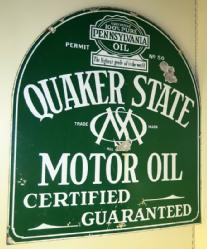 100% PURE
PENNSYLVANIA
OIL
The highest grade oil in the world
PERMIT No 50
QUAKER STATE
TRADE MARK
MOTOR OIL
CERTIFIED
GUARANTEED